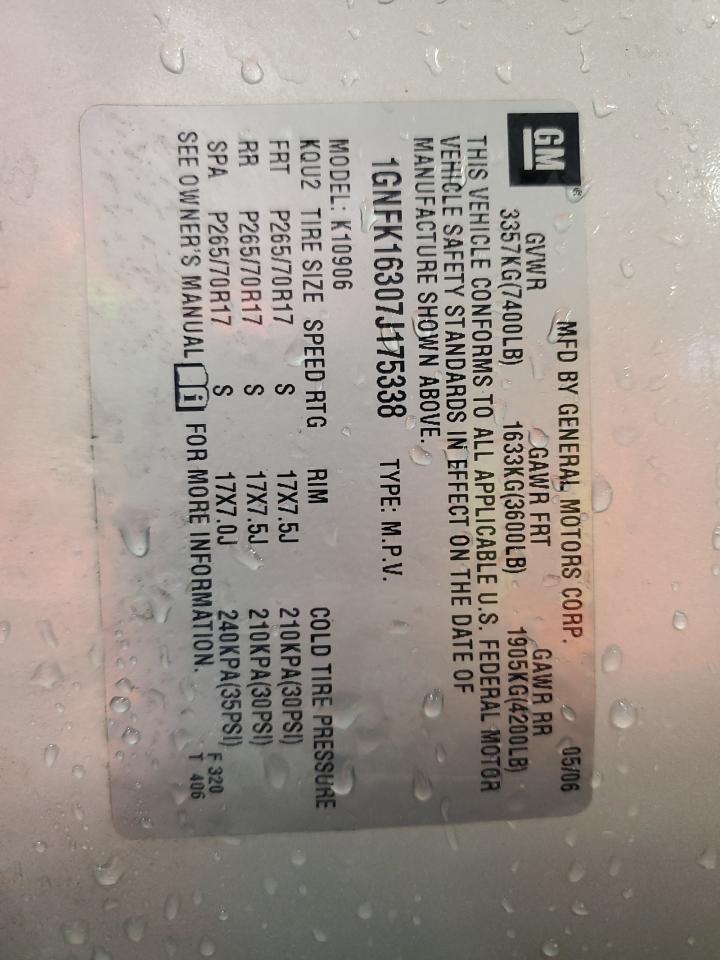 GM
MFD BY GENERAL MOTORS CORP. 05/06
GVWR GAWR FRT GAWR RR
3357KG(7400LB) 1633KG(3600LB) 1905KG(4200LB)
THIS VEHICLE CONFORMS TO ALL APPLICABLE U.S. FEDERAL MOTOR
VEHICLE SAFETY STANDARDS IN EFFECT ON THE DATE OF
MANUFACTURE SHOWN ABOVE.
1GNFK16307J175338 TYPE: M.P.V.
MODEL: K10906
KQU2 TIRE SIZE SPEED RTG RIM COLD TIRE PRESSURE
FRT P265/70R17 S 17X7.5J 210KPA(30PSI)
RR P265/70R17 S 17X7.5J 210KPA(30PSI)
SPA P265/70R17 S 17X7.0J 240KPA(35PSI)
SEE OWNER'S MANUAL FOR MORE INFORMATION.
F 320
T 406